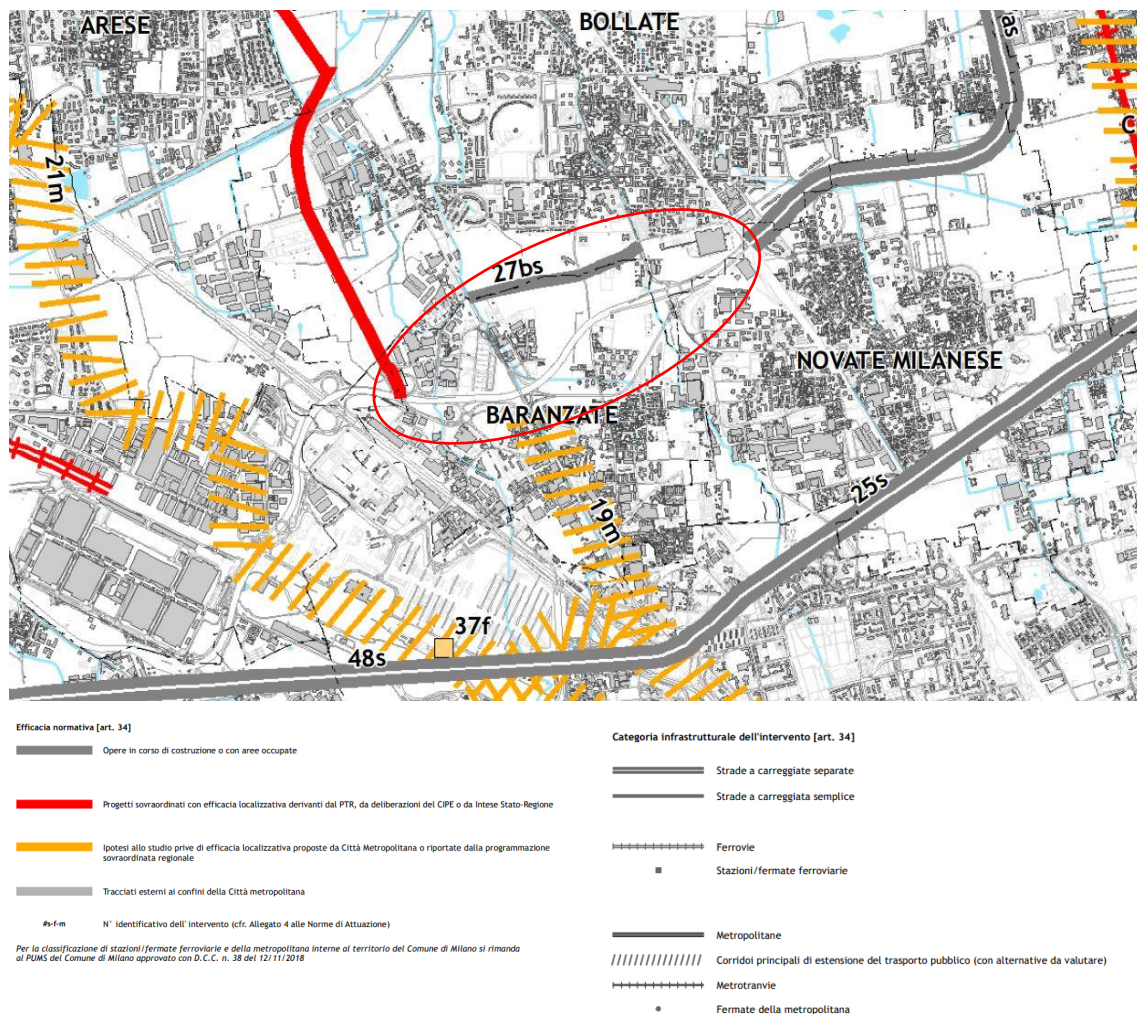 ARESE
BOLLATE
as
C
21m
27bs
NOVATE MILANESE
BARANZATE
25s
19m
37f
48s
Efficacia normativa [art. 34]
Opere in corso di costruzione o con aree occupate
Progetti sovraordinati con efficacia localizzativa derivanti dal PTR, da deliberazioni del CIPE o da Intese Stato-Regione
Ipotesi allo studio prive di efficacia localizzativa proposte da Città Metropolitana o riportate dalla programmazione
sovraordinata regionale
Tracciati esterni ai confini della Città metropolitana
#s-f-m N° identificativo dell' intervento (cfr. Allegato 4 alle Norme di Attuazione)
Per la classificazione di stazioni/fermate ferroviarie e della metropolitana interne al territorio del Comune di Milano si rimanda
al PUMS del Comune di Milano approvato con D.C.C. n. 38 del 12/11/2018
Categoria infrastrutturale dell'intervento [art. 34]
Strade a carreggiate separate
Strade a carreggiata semplice
Ferrovie
Stazioni/fermate ferroviarie
Metropolitane
Corridoi principali di estensione del trasporto pubblico (con alternative da valutare)
Metrotranvie
Fermate della metropolitana